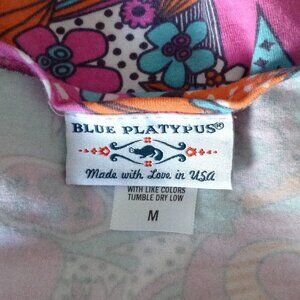 BLUE PLATYPUS®
Made with Love in USA
WITH LIKE COLORS
TUMBLE DRY LOW
M